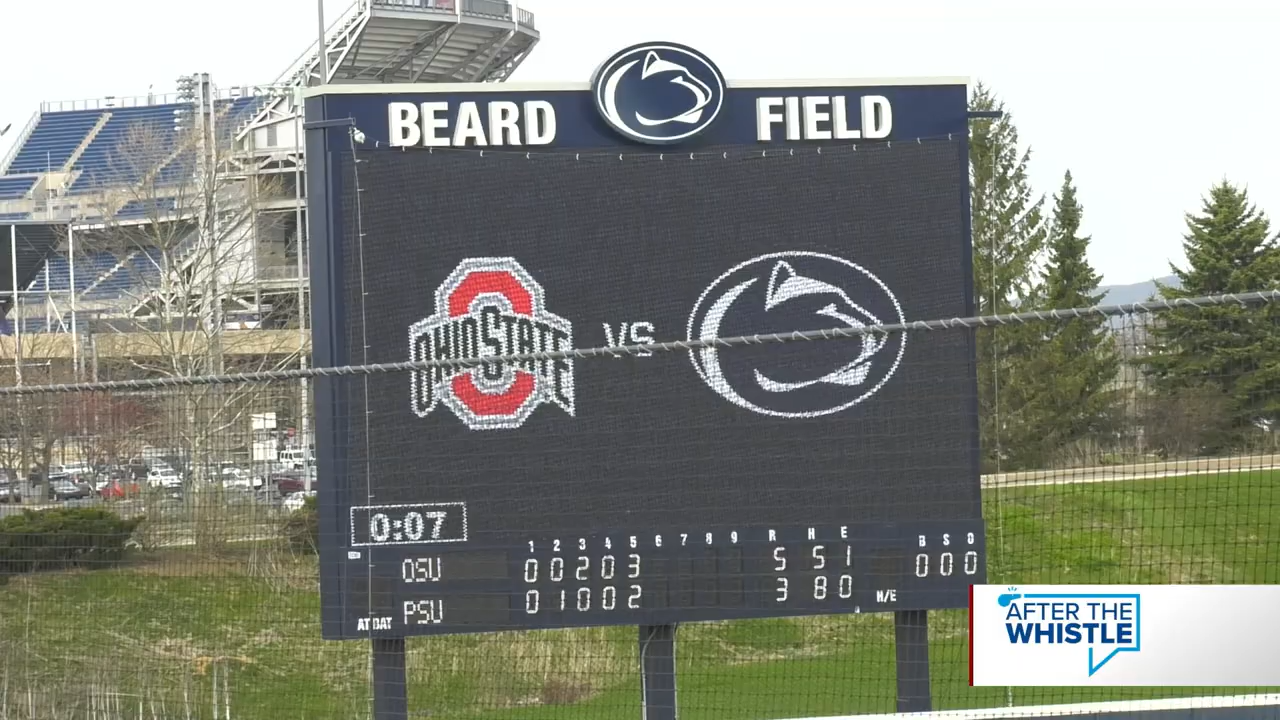 BEARD FIELD
OHIO STATE
VS
0:07
1 2 3 4 5 6 7 8 9 R H E B S O
OSU 0 0 2 0 3 5 5 1 0 0 0
PSU 0 1 0 0 2 3 8 0 H/E
AT BAT
AFTER THE
WHISTLE